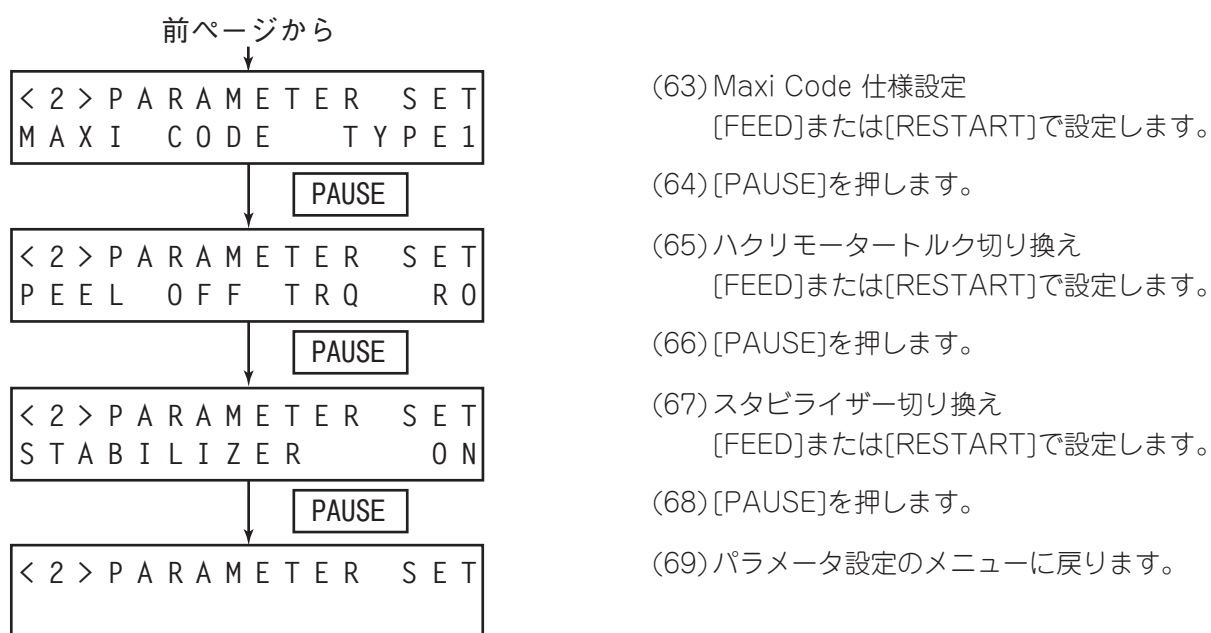 前ページから
<2>PARAMETER SET
MAXI CODE TYPE1
(63)Maxi Code 仕様設定
[FEED]または[RESTART]で設定します。
PAUSE
(64)[PAUSE]を押します。
<2>PARAMETER SET
PEEL OFF TRQ R0
(65)ハクリモータートルク切り換え
[FEED]または[RESTART]で設定します。
PAUSE
(66)[PAUSE]を押します。
<2>PARAMETER SET
STABILIZER ON
(67)スタビライザー切り換え
[FEED]または[RESTART]で設定します。
PAUSE
(68)[PAUSE]を押します。
<2>PARAMETER SET
(69)パラメータ設定のメニューに戻ります。